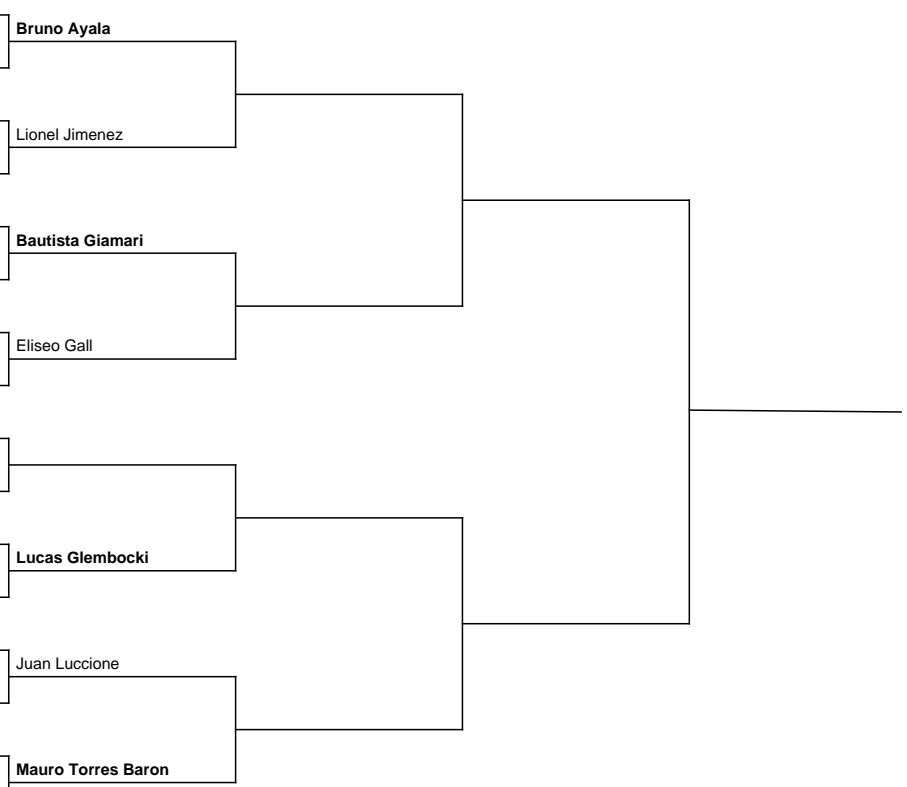 Bruno Ayala
Lionel Jimenez
Bautista Giamari
Eliseo Gall
Lucas Glembocki
Juan Luccione
Mauro Torres Baron